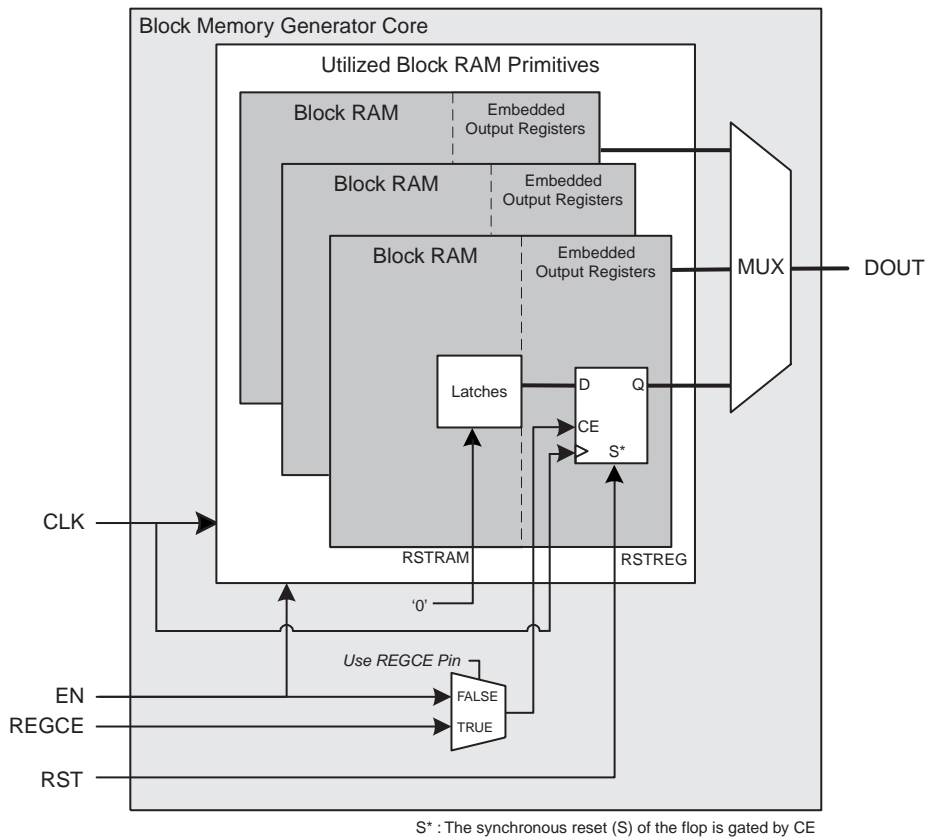 Block Memory Generator Core
Utilized Block RAM Primitives
Block RAM
Embedded
Output Registers
Block RAM
Embedded
Output Registers
Block RAM
Embedded
Output Registers
MUX
DOUT
Latches
D
Q
CE
S*
CLK
RSTRAM
RSTREG
‘0’
Use REGCE Pin
EN
FALSE
REGCE
TRUE
RST
S* : The synchronous reset (S) of the flop is gated by CE